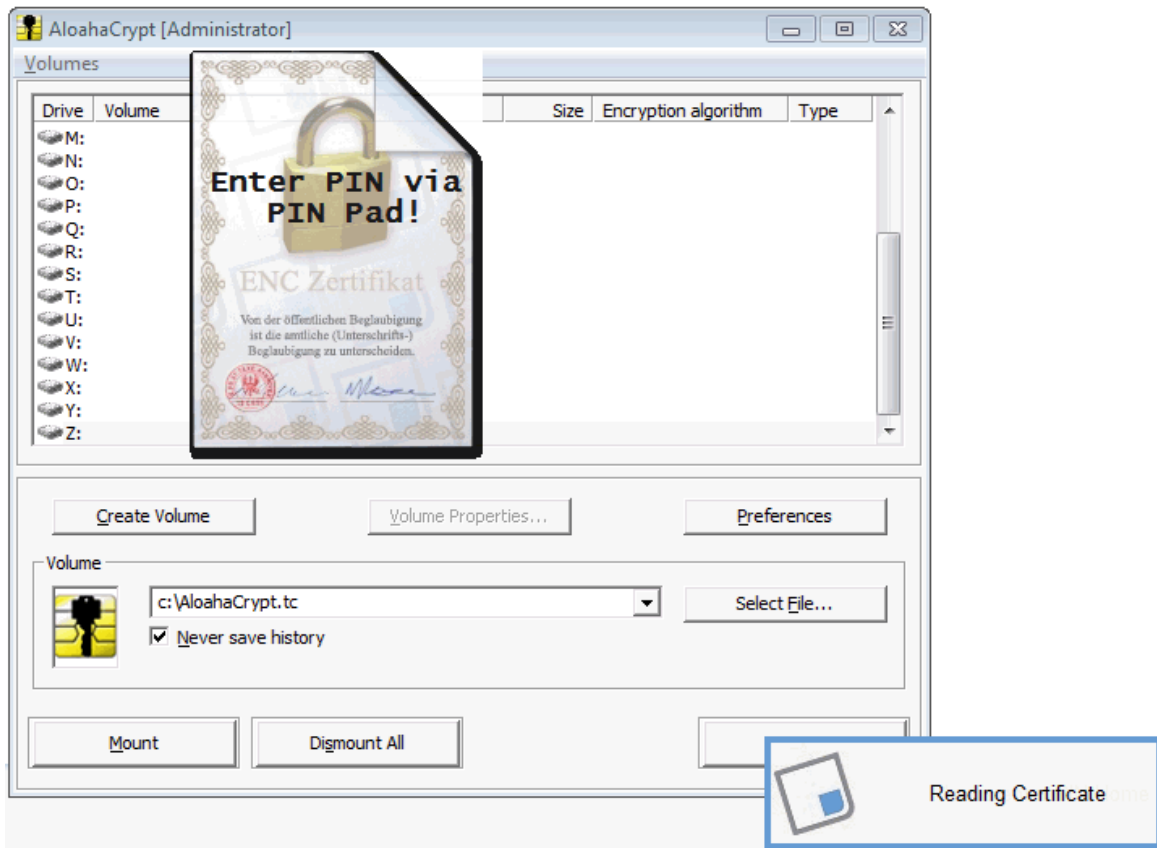 AloahaCrypt [Administrator]
Volumes
Drive Volume Size Encryption algorithm Type
M:
N:
O:
P:
Q:
R:
S:
T:
U:
V:
W:
X:
Y:
Z:
Enter PIN via
PIN Pad!
ENC Zertifikat
Von der öffentlichen Beglaubigung
ist die amtliche (Unterschrifts-)
Beglaubigung zu unterscheiden.
Create Volume Volume Properties... Preferences
Volume
c:\AloahaCrypt.tc Select File...
Never save history
Mount Dismount All
Reading Certificate